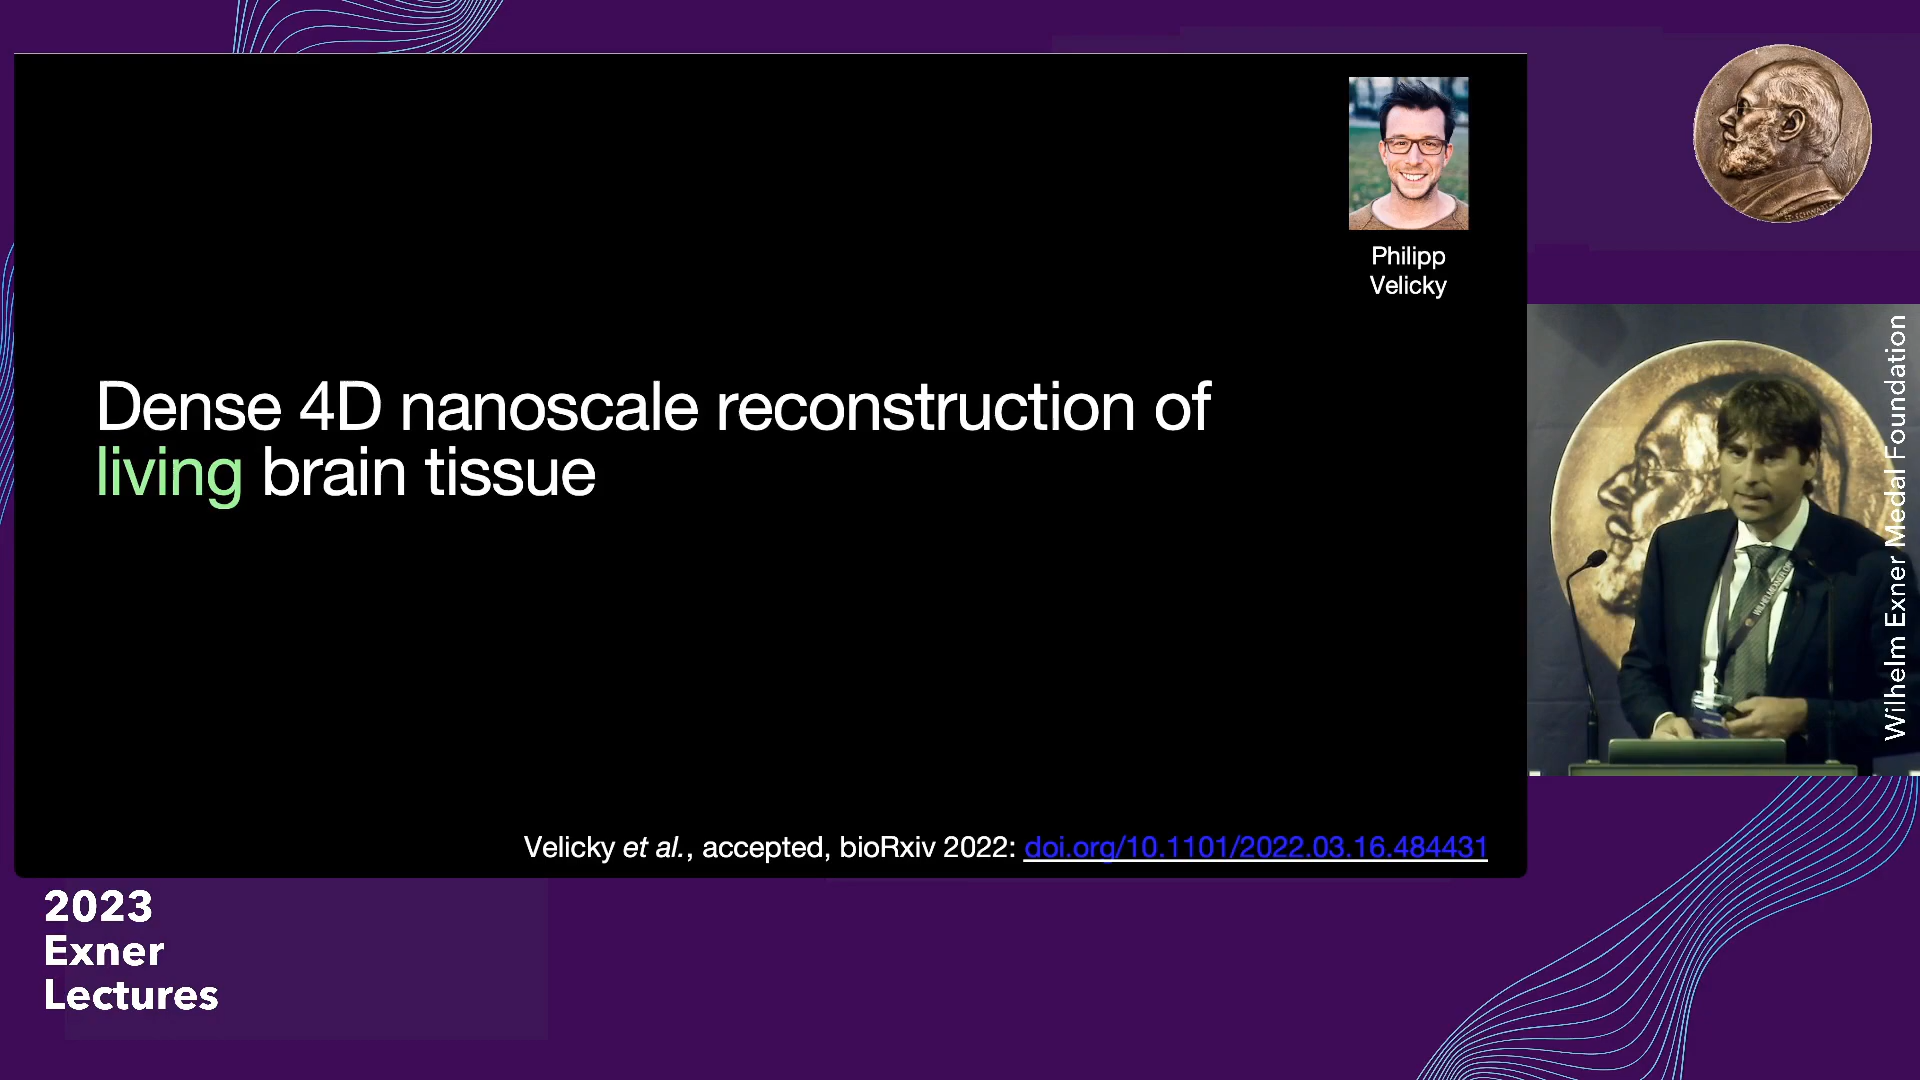 Philipp
Velicky
Dense 4D nanoscale reconstruction of
living brain tissue
Velicky et al., accepted, bioRxiv 2022: doi.org/10.1101/2022.03.16.484431
2023
Exner
Lectures
Wilhelm Exner Medal Foundation